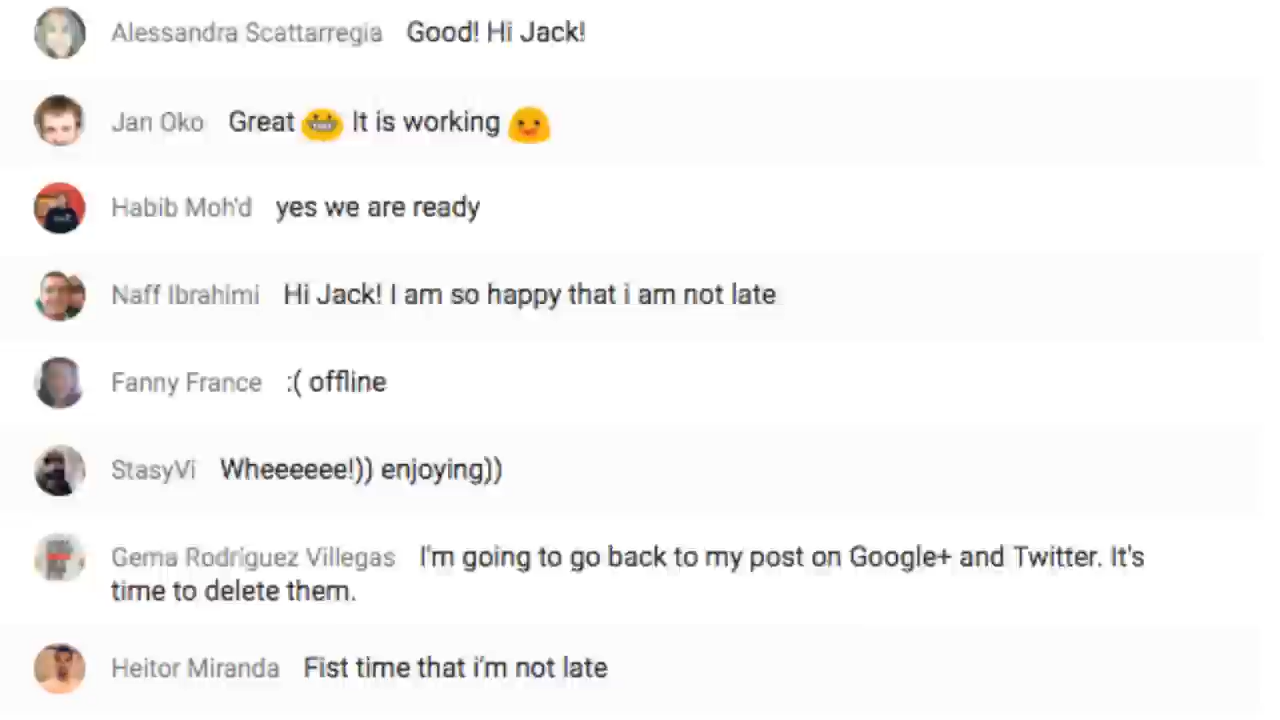 Alessandra Scattarregia Good! Hi Jack!
Jan Oko Great 😁 It is working 😃
Habib Moh'd yes we are ready
Naff Ibrahimi Hi Jack! I am so happy that i am not late
Fanny France :( offline
StasyVi Wheeeeee!)) enjoying))
Gema Rodriguez Villegas I'm going to go back to my post on Google+ and Twitter. It's
time to delete them.
Heitor Miranda Fist time that i'm not late